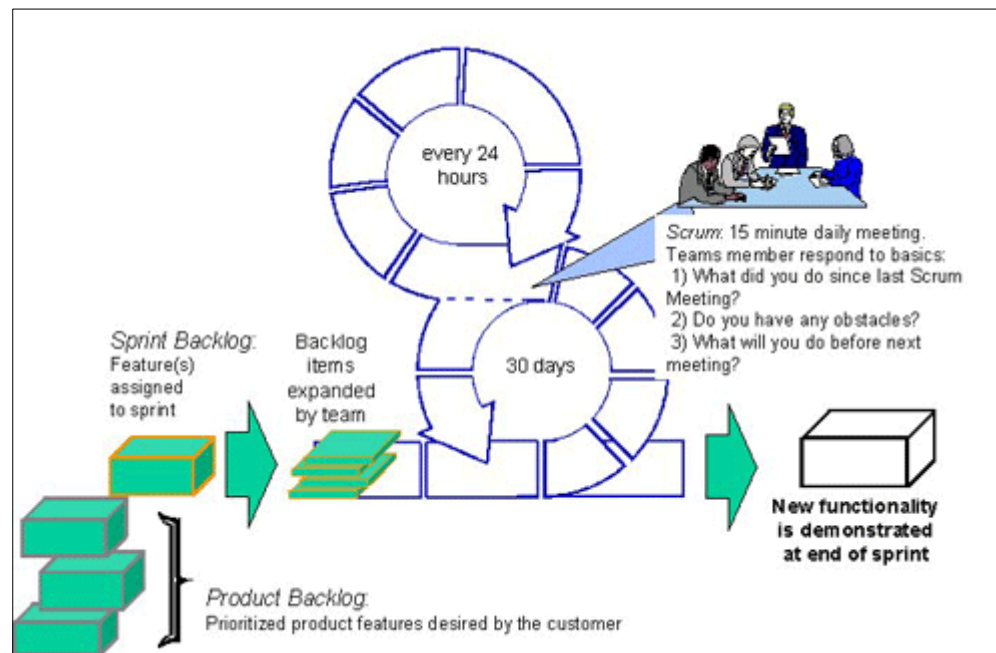 every 24
hours
Scrum: 15 minute daily meeting.
Teams member respond to basics:
1) What did you do since last Scrum
Meeting?
2) Do you have any obstacles?
3) What will you do before next
meeting?
Sprint Backlog:
Feature(s)
assigned
to sprint
Backlog
items
expanded
by team
30 days
New functionality
is demonstrated
at end of sprint
Product Backlog:
Prioritized product features desired by the customer